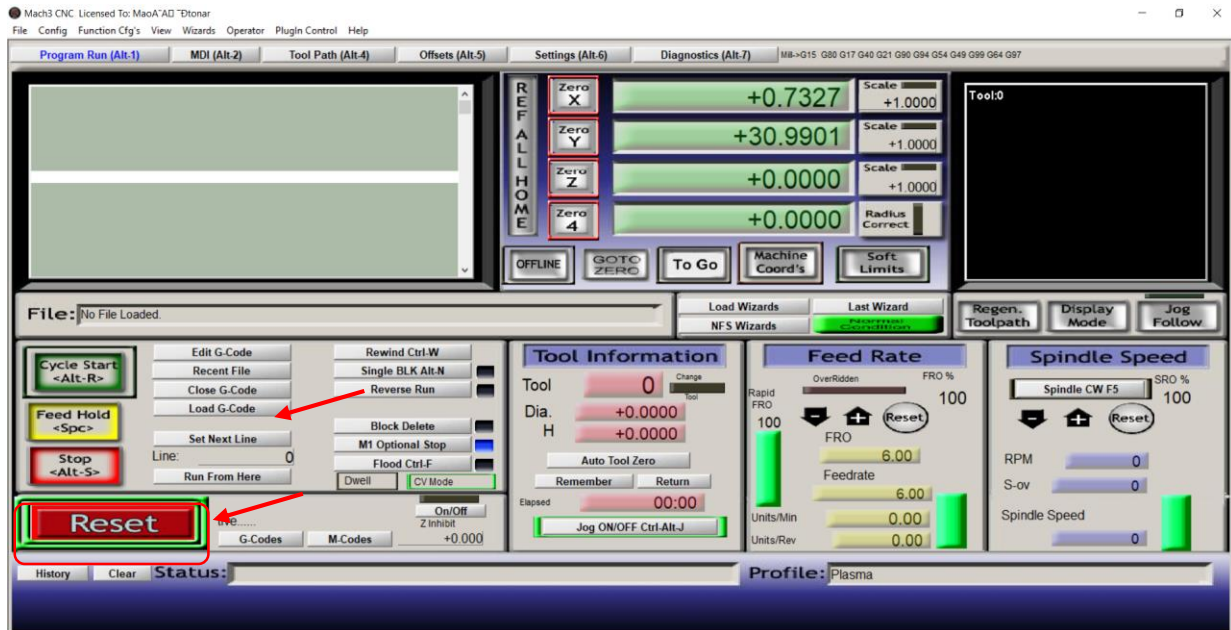 Mach3 CNC Licensed To: MaoA¨AD ¨Ðtonar
File Config Function Cfg's View Wizards Operator PlugIn Control Help
Program Run (Alt-1) MDI (Alt-2) Tool Path (Alt-4) Offsets (Alt-5) Settings (Alt-6) Diagnostics (Alt-7) Mill->G15 G80 G17 G40 G21 G90 G94 G54 G49 G99 G64 G97
REF ALL HOME
Zero X +0.7327 Scale +1.0000
Zero Y +30.9901 Scale +1.0000
Zero Z +0.0000 Scale +1.0000
Zero 4 +0.0000 Radius Correct
OFFLINE GOTO ZERO To Go Machine Coord's Soft Limits
Tool:0
File: No File Loaded.
Load Wizards Last Wizard
NFS Wizards Normal Condition
Regen. Toolpath Display Mode Jog Follow
Cycle Start <Alt-R>
Feed Hold <Spc>
Stop <Alt-S>
Edit G-Code
Recent File
Close G-Code
Load G-Code
Set Next Line
Line: 0
Run From Here
Rewind Ctrl-W
Single BLK Alt-N
Reverse Run
Block Delete
M1 Optional Stop
Flood Ctrl-F
Dwell CV Mode
Reset
G-Codes M-Codes
On/Off
Z Inhibit
+0.000
Tool Information
Tool 0 Change Tool
Dia. +0.0000
H +0.0000
Auto Tool Zero
Remember Return
Elapsed 00:00
Jog ON/OFF Ctrl-Alt-J
Feed Rate
OverRidden FRO %
100
Rapid FRO
100
Reset
FRO
6.00
Feedrate
6.00
Units/Min 0.00
Units/Rev 0.00
Spindle Speed
Spindle CW F5 SRO %
100
Reset
RPM 0
S-ov 0
Spindle Speed
0
History Clear Status:
Profile: Plasma